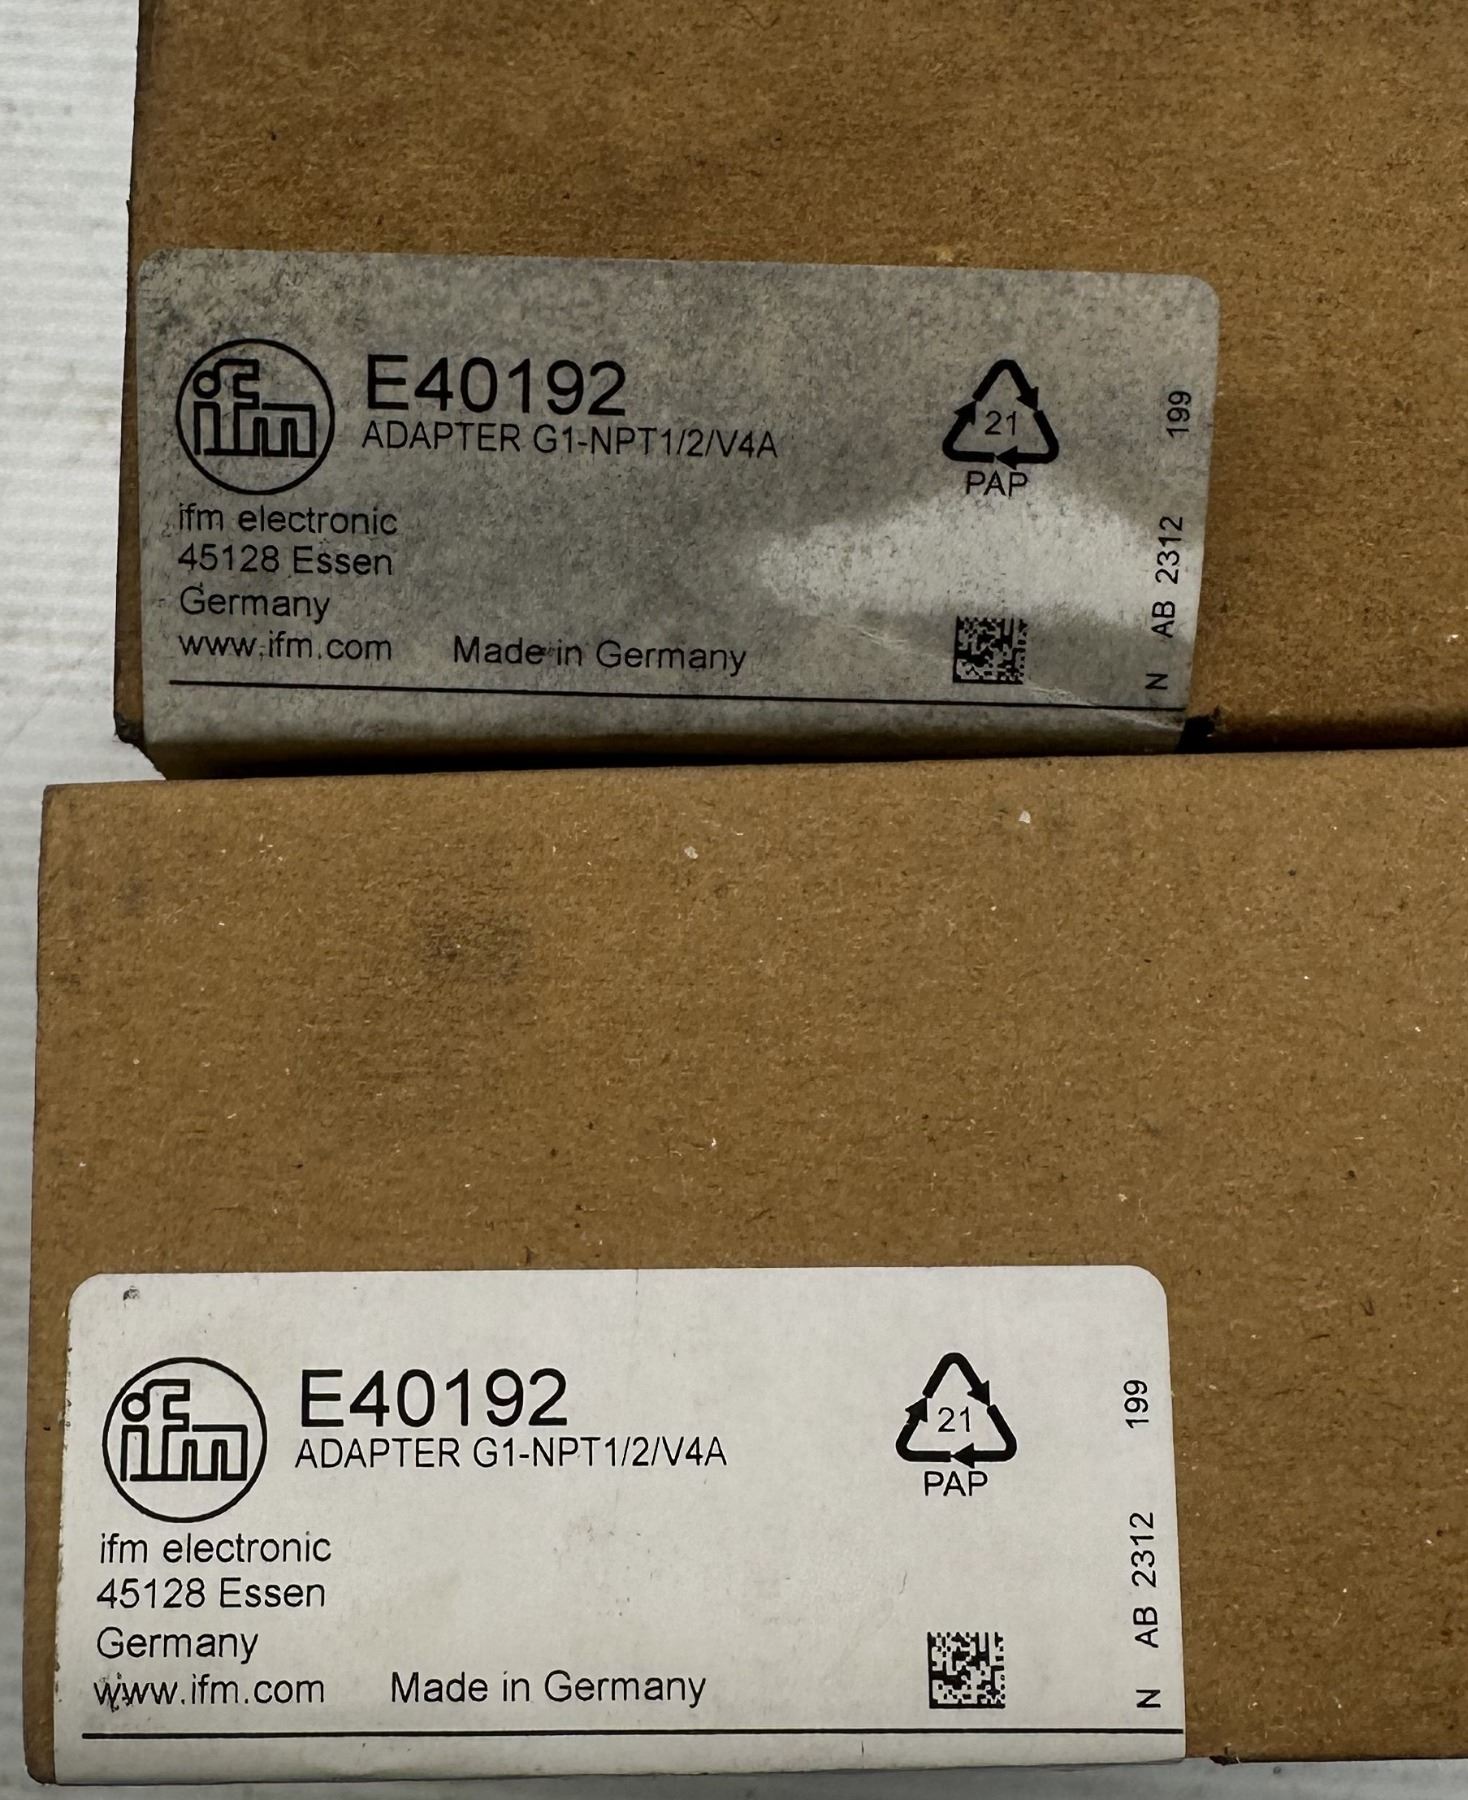 ifm
E40192
ADAPTER G1-NPT1/2/V4A
ifm electronic
45128 Essen
Germany
www.ifm.com Made in Germany
21
PAP
N AB 2312 199
ifm
E40192
ADAPTER G1-NPT1/2/V4A
ifm electronic
45128 Essen
Germany
www.ifm.com Made in Germany
21
PAP
N AB 2312 199